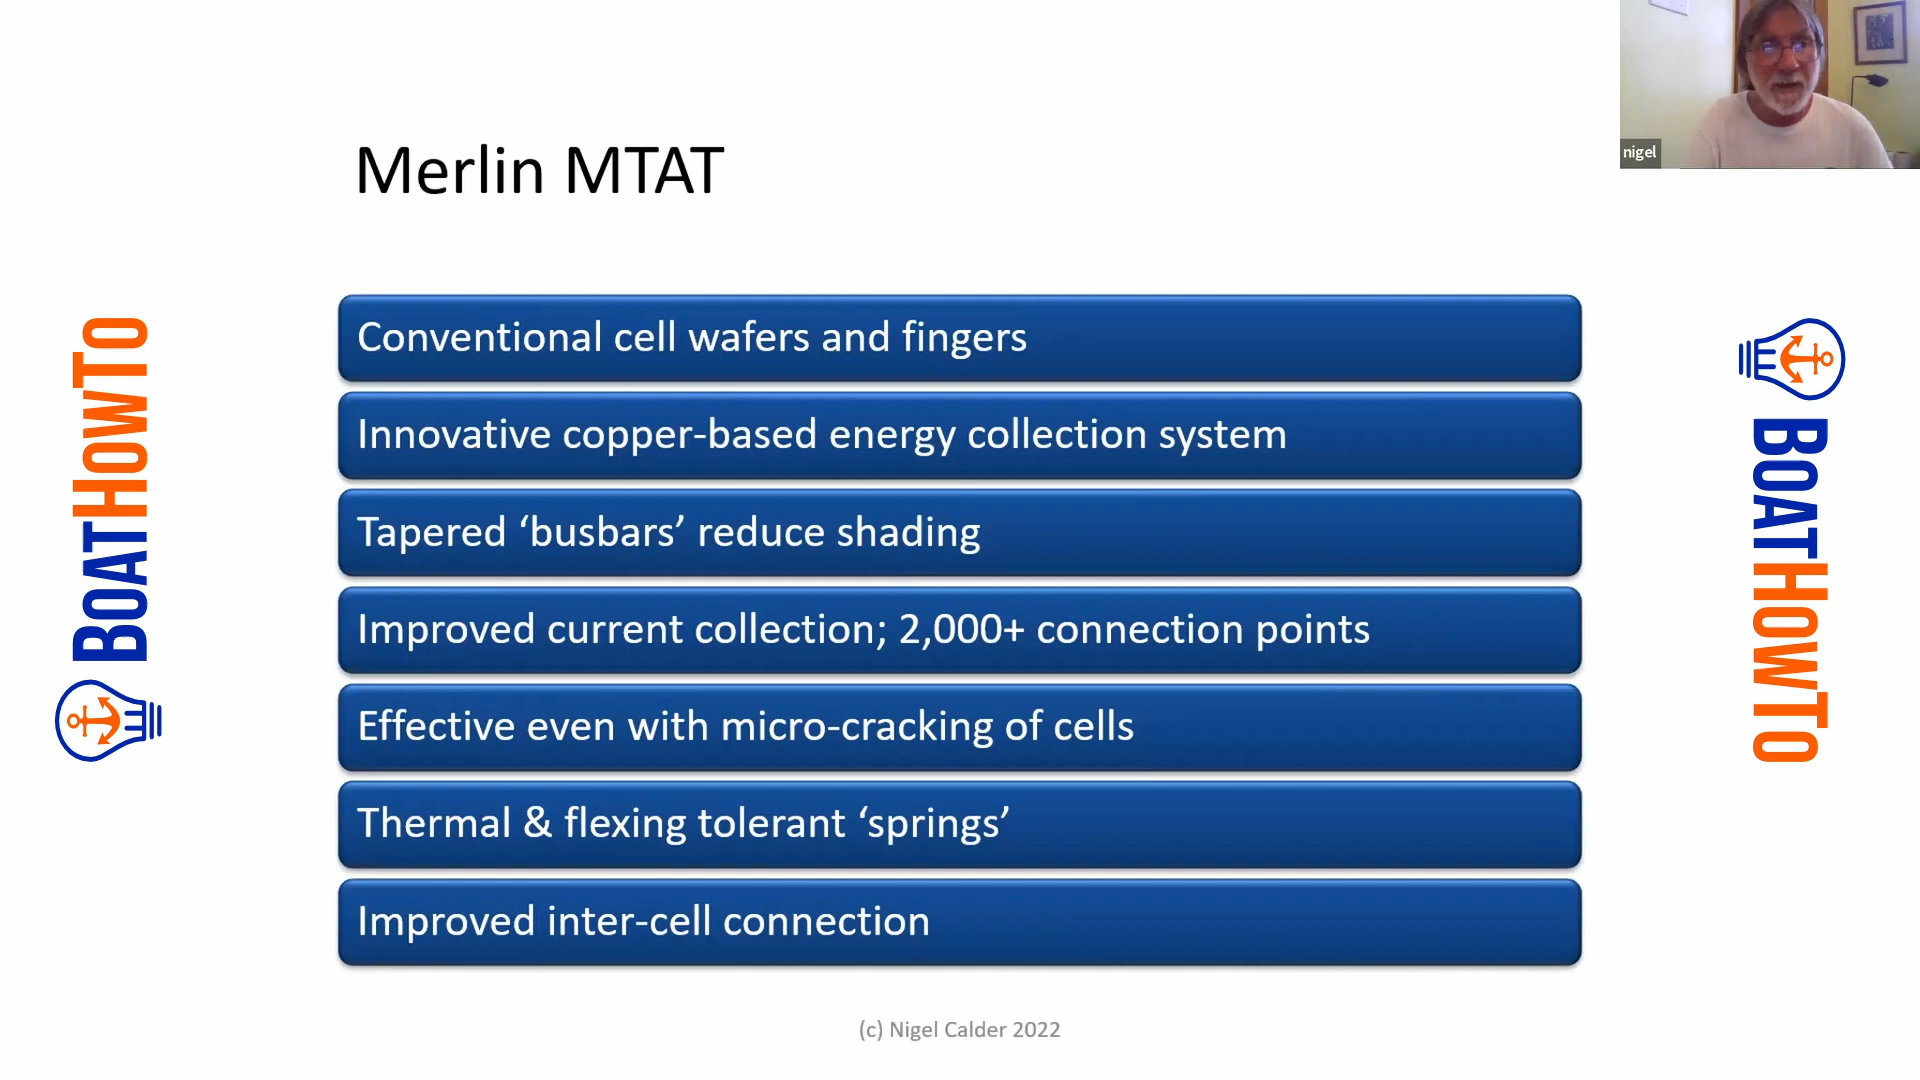 nigel
Merlin MTAT
Conventional cell wafers and fingers
Innovative copper-based energy collection system
Tapered ‘busbars’ reduce shading
Improved current collection; 2,000+ connection points
Effective even with micro-cracking of cells
Thermal & flexing tolerant ‘springs’
Improved inter-cell connection
BOATHOWTO
BOATHOWTO
(c) Nigel Calder 2022